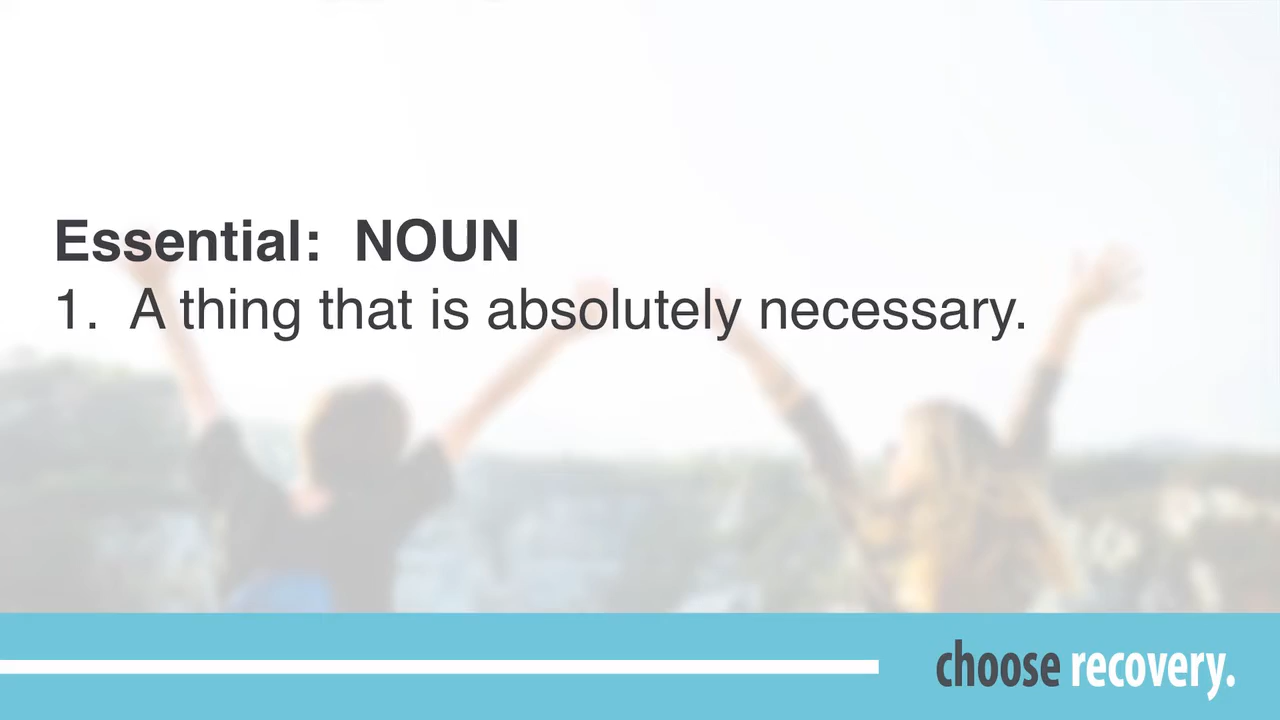 Essential:  NOUN
1.  A thing that is absolutely necessary.
choose recovery.